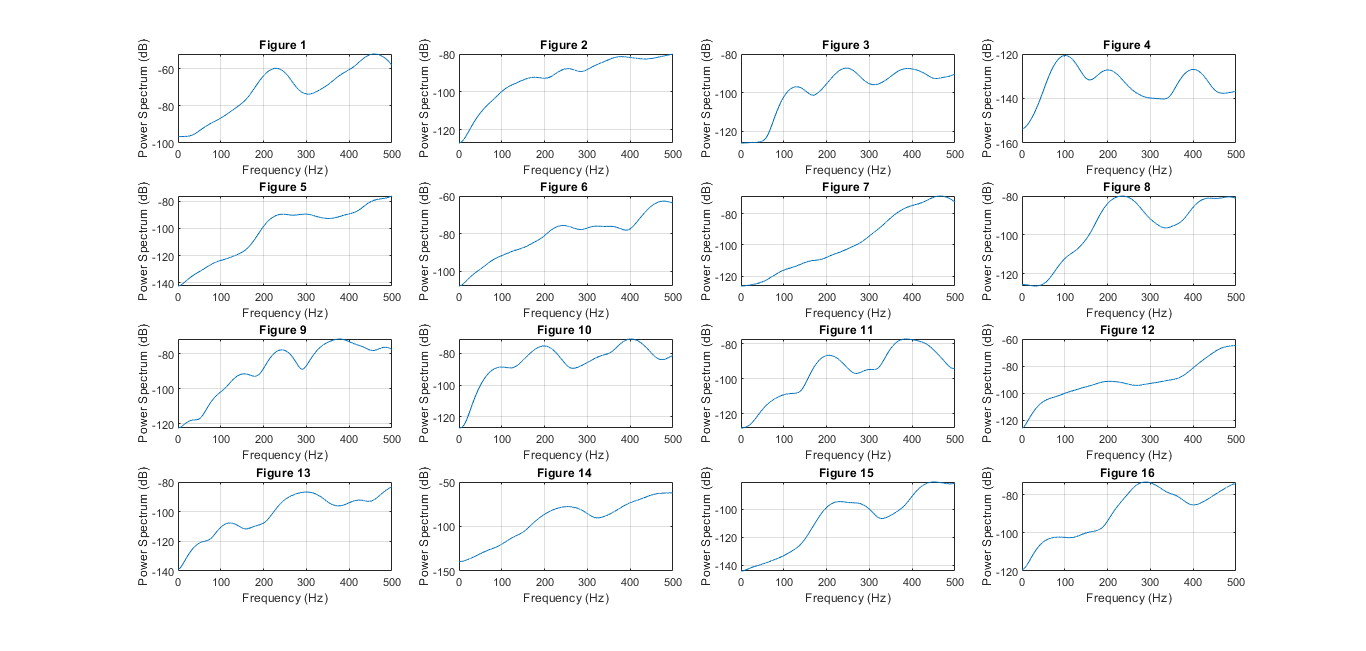 Figure 1
Power Spectrum (dB)
-60
-80
-100
0 100 200 300 400 500
Frequency (Hz)
Figure 2
Power Spectrum (dB)
-80
-100
-120
0 100 200 300 400 500
Frequency (Hz)
Figure 3
Power Spectrum (dB)
-80
-100
-120
0 100 200 300 400 500
Frequency (Hz)
Figure 4
Power Spectrum (dB)
-120
-140
-160
0 100 200 300 400 500
Frequency (Hz)
Figure 5
Power Spectrum (dB)
-80
-100
-120
-140
0 100 200 300 400 500
Frequency (Hz)
Figure 6
Power Spectrum (dB)
-60
-80
-100
0 100 200 300 400 500
Frequency (Hz)
Figure 7
Power Spectrum (dB)
-80
-100
-120
0 100 200 300 400 500
Frequency (Hz)
Figure 8
Power Spectrum (dB)
-80
-100
-120
0 100 200 300 400 500
Frequency (Hz)
Figure 9
Power Spectrum (dB)
-80
-100
-120
0 100 200 300 400 500
Frequency (Hz)
Figure 10
Power Spectrum (dB)
-80
-100
-120
0 100 200 300 400 500
Frequency (Hz)
Figure 11
Power Spectrum (dB)
-80
-100
-120
0 100 200 300 400 500
Frequency (Hz)
Figure 12
Power Spectrum (dB)
-60
-80
-100
-120
0 100 200 300 400 500
Frequency (Hz)
Figure 13
Power Spectrum (dB)
-80
-100
-120
-140
0 100 200 300 400 500
Frequency (Hz)
Figure 14
Power Spectrum (dB)
-50
-100
-150
0 100 200 300 400 500
Frequency (Hz)
Figure 15
Power Spectrum (dB)
-100
-120
-140
0 100 200 300 400 500
Frequency (Hz)
Figure 16
Power Spectrum (dB)
-80
-100
-120
0 100 200 300 400 500
Frequency (Hz)